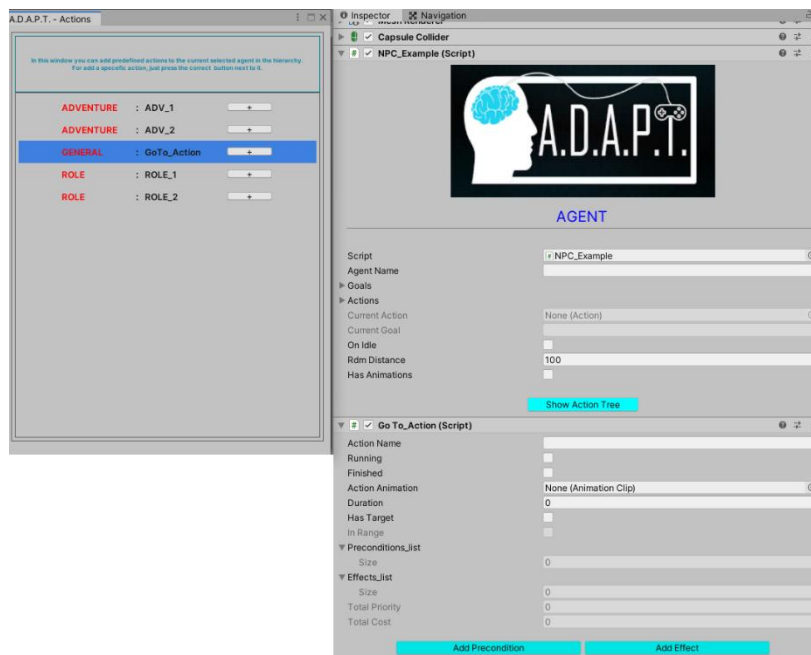 A.D.A.P.T. - Actions
In this window you can add predefined actions to the current selected agent in the hierarchy.
For add a specific action, just press the correct button next to it.
ADVENTURE : ADV_1 +
ADVENTURE : ADV_2 +
GENERAL : GoTo_Action +
ROLE : ROLE_1 +
ROLE : ROLE_2 +
Inspector Navigation
Mesh Renderer
Capsule Collider
NPC_Example (Script)
A.D.A.P.T.
AGENT
Script NPC_Example
Agent Name
Goals
Actions
Current Action None (Action)
Current Goal
On Idle
Rdm Distance 100
Has Animations
Show Action Tree
Go To_Action (Script)
Action Name
Running
Finished
Action Animation None (Animation Clip)
Duration 0
Has Target
In Range
Preconditions_list
Size 0
Effects_list
Size 0
Total Priority 0
Total Cost 0
Add Precondition Add Effect